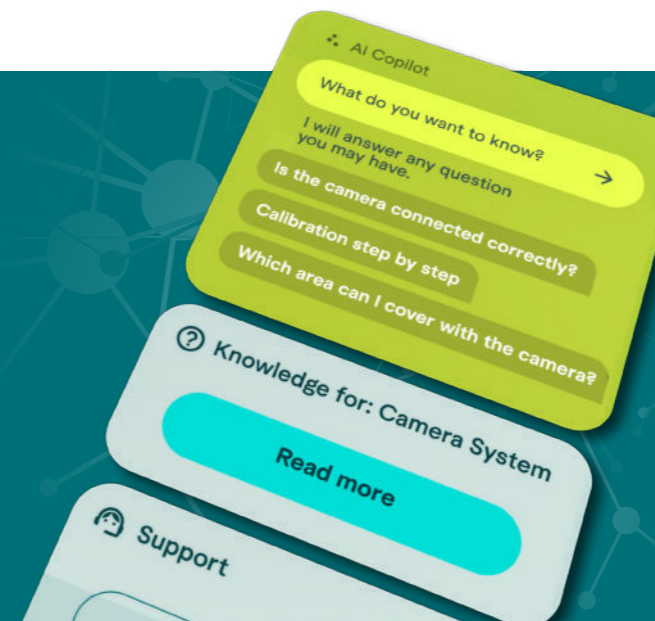 AI Copilot
What do you want to know?
I will answer any question
you may have.
Is the camera connected correctly?
Calibration step by step
Which area can I cover with the camera?
Knowledge for: Camera System
Read more
Support